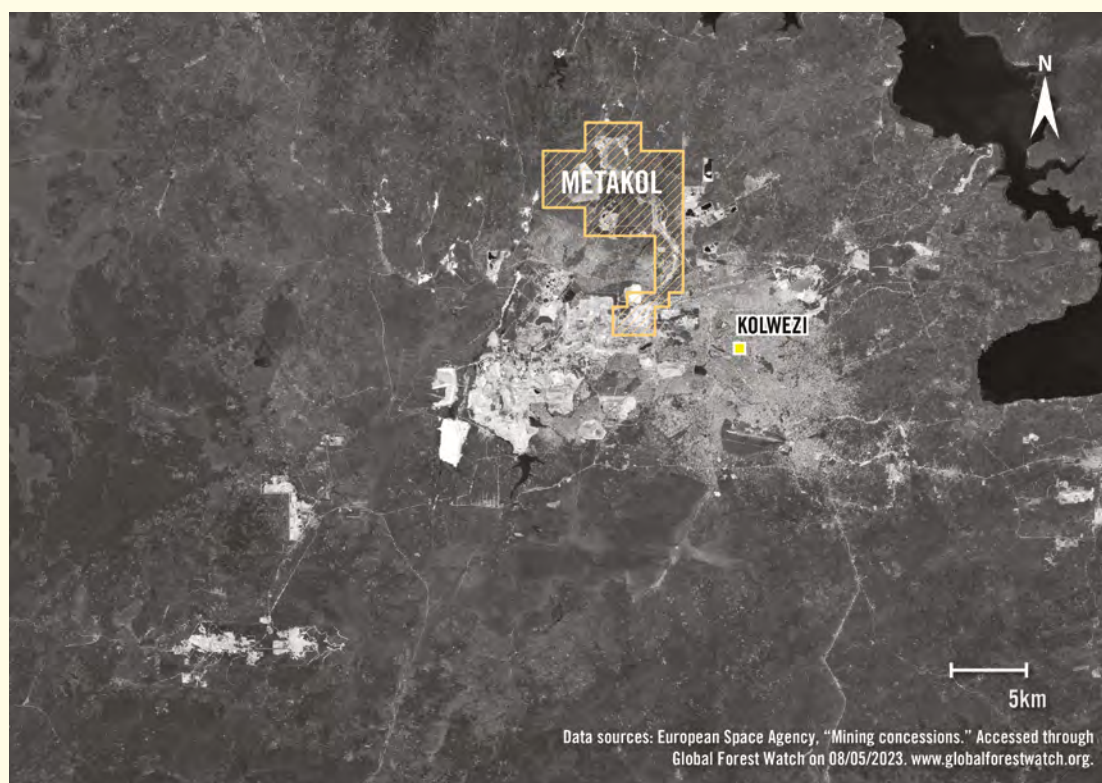 N
METAKOL
KOLWEZI
5km
Data sources: European Space Agency, “Mining concessions.” Accessed through
Global Forest Watch on 08/05/2023. www.globalforestwatch.org.